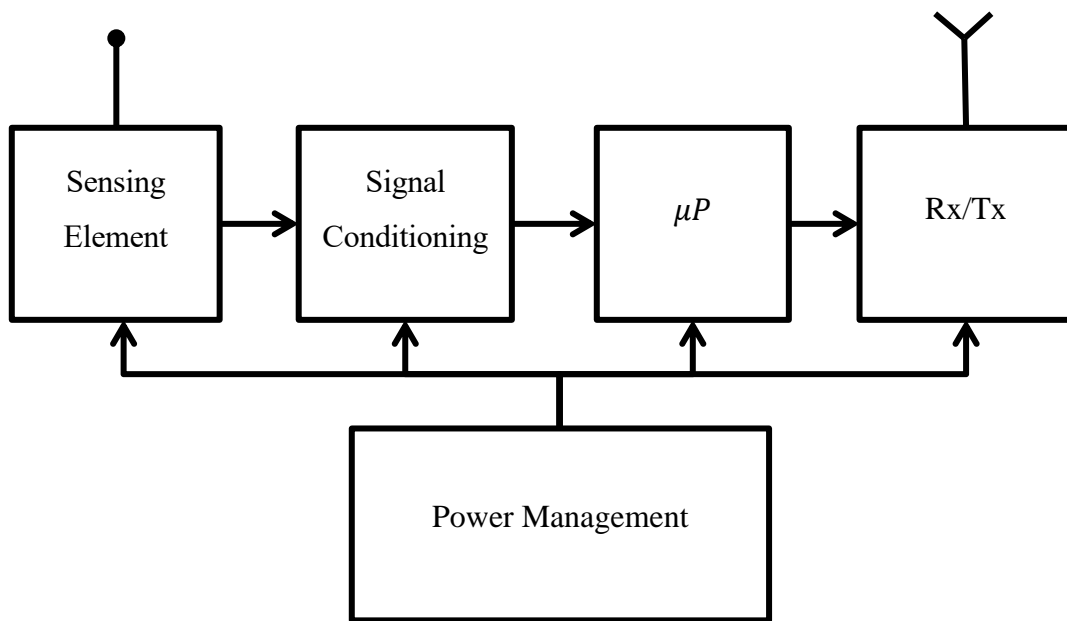 Sensing
Element
Signal
Conditioning
μP
Rx/Tx
Power Management